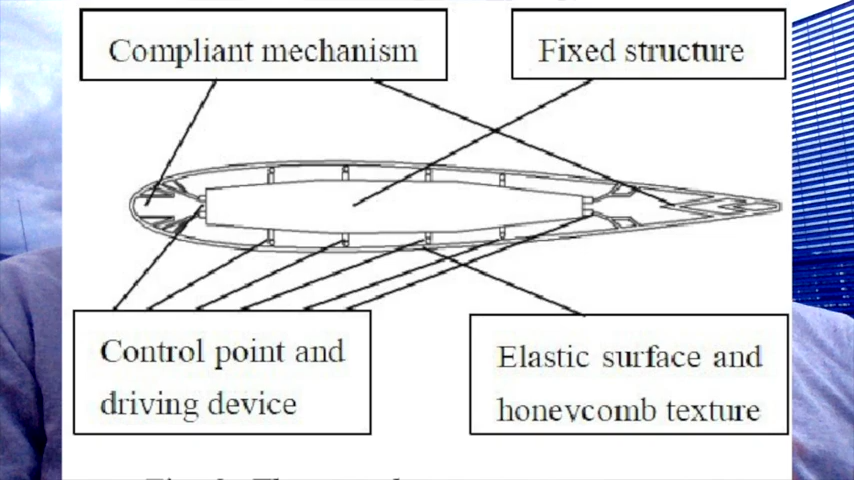 Compliant mechanism
Fixed structure
Control point and
driving device
Elastic surface and
honeycomb texture